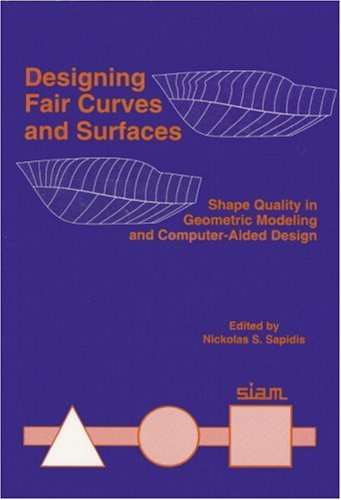 Designing
Fair Curves
and Surfaces
Shape Quality in
Geometric Modeling
and Computer-Aided Design
Edited by
Nickolas S. Sapidis
siam